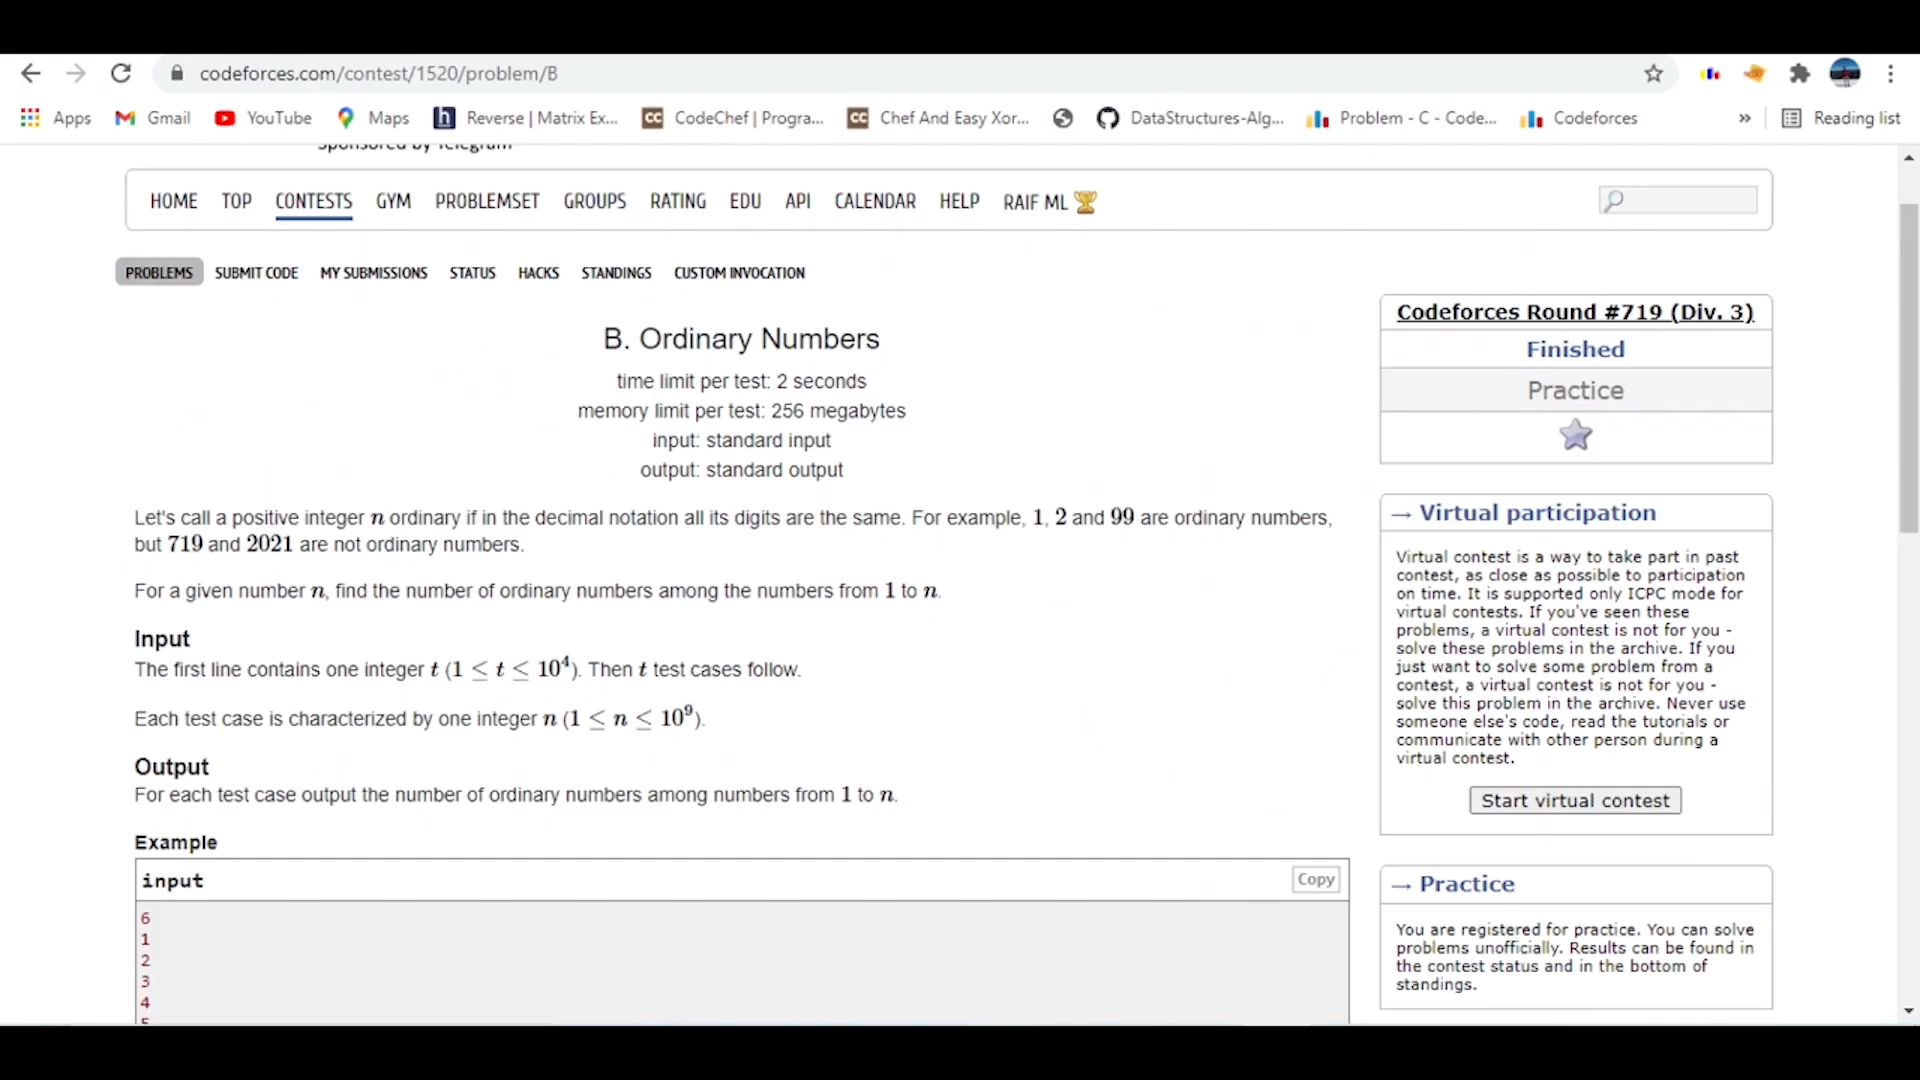 codeforces.com/contest/1520/problem/B
Apps Gmail YouTube Maps Reverse | Matrix Ex... CodeChef | Progra... Chef And Easy Xor... DataStructures-Alg... Problem - C - Code... Codeforces » Reading list
Sponsored by Telegram
HOME TOP CONTESTS GYM PROBLEMSET GROUPS RATING EDU API CALENDAR HELP RAIF ML
PROBLEMS SUBMIT CODE MY SUBMISSIONS STATUS HACKS STANDINGS CUSTOM INVOCATION
B. Ordinary Numbers
time limit per test: 2 seconds
memory limit per test: 256 megabytes
input: standard input
output: standard output
Let's call a positive integer n ordinary if in the decimal notation all its digits are the same. For example, 1, 2 and 99 are ordinary numbers,
but 719 and 2021 are not ordinary numbers.
For a given number n, find the number of ordinary numbers among the numbers from 1 to n.
Input
The first line contains one integer t (1 ≤ t ≤ 10⁴). Then t test cases follow.
Each test case is characterized by one integer n (1 ≤ n ≤ 10⁹).
Output
For each test case output the number of ordinary numbers among numbers from 1 to n.
Example
input
Copy
6
1
2
3
4
5
Codeforces Round #719 (Div. 3)
Finished
Practice
→ Virtual participation
Virtual contest is a way to take part in past
contest, as close as possible to participation
on time. It is supported only ICPC mode for
virtual contests. If you've seen these
problems, a virtual contest is not for you -
solve these problems in the archive. If you
just want to solve some problem from a
contest, a virtual contest is not for you -
solve this problem in the archive. Never use
someone else's code, read the tutorials or
communicate with other person during a
virtual contest.
Start virtual contest
→ Practice
You are registered for practice. You can solve
problems unofficially. Results can be found in
the contest status and in the bottom of
standings.